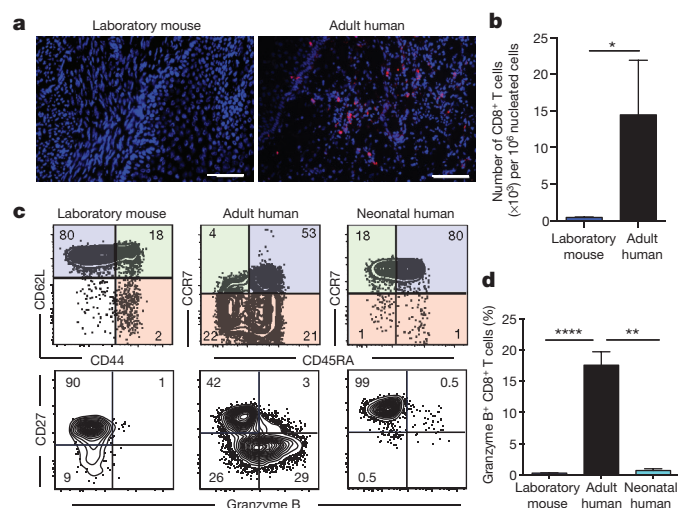 a
Laboratory mouse
Adult human
b
*
Number of CD8+ T cells
(×10³) per 10⁶ nucleated cells
25
20
15
10
5
0
Laboratory
mouse
Adult
human
c
Laboratory mouse
Adult human
Neonatal human
80
18
2
CD62L
CD44
4
53
22
21
CCR7
18
80
1
1
CCR7
CD45RA
90
1
9
CD27
42
3
26
29
99
0.5
0.5
Granzyme B
d
****
**
Granzyme B+ CD8+ T cells (%)
25
20
15
10
5
0
Laboratory
mouse
Adult
human
Neonatal
human